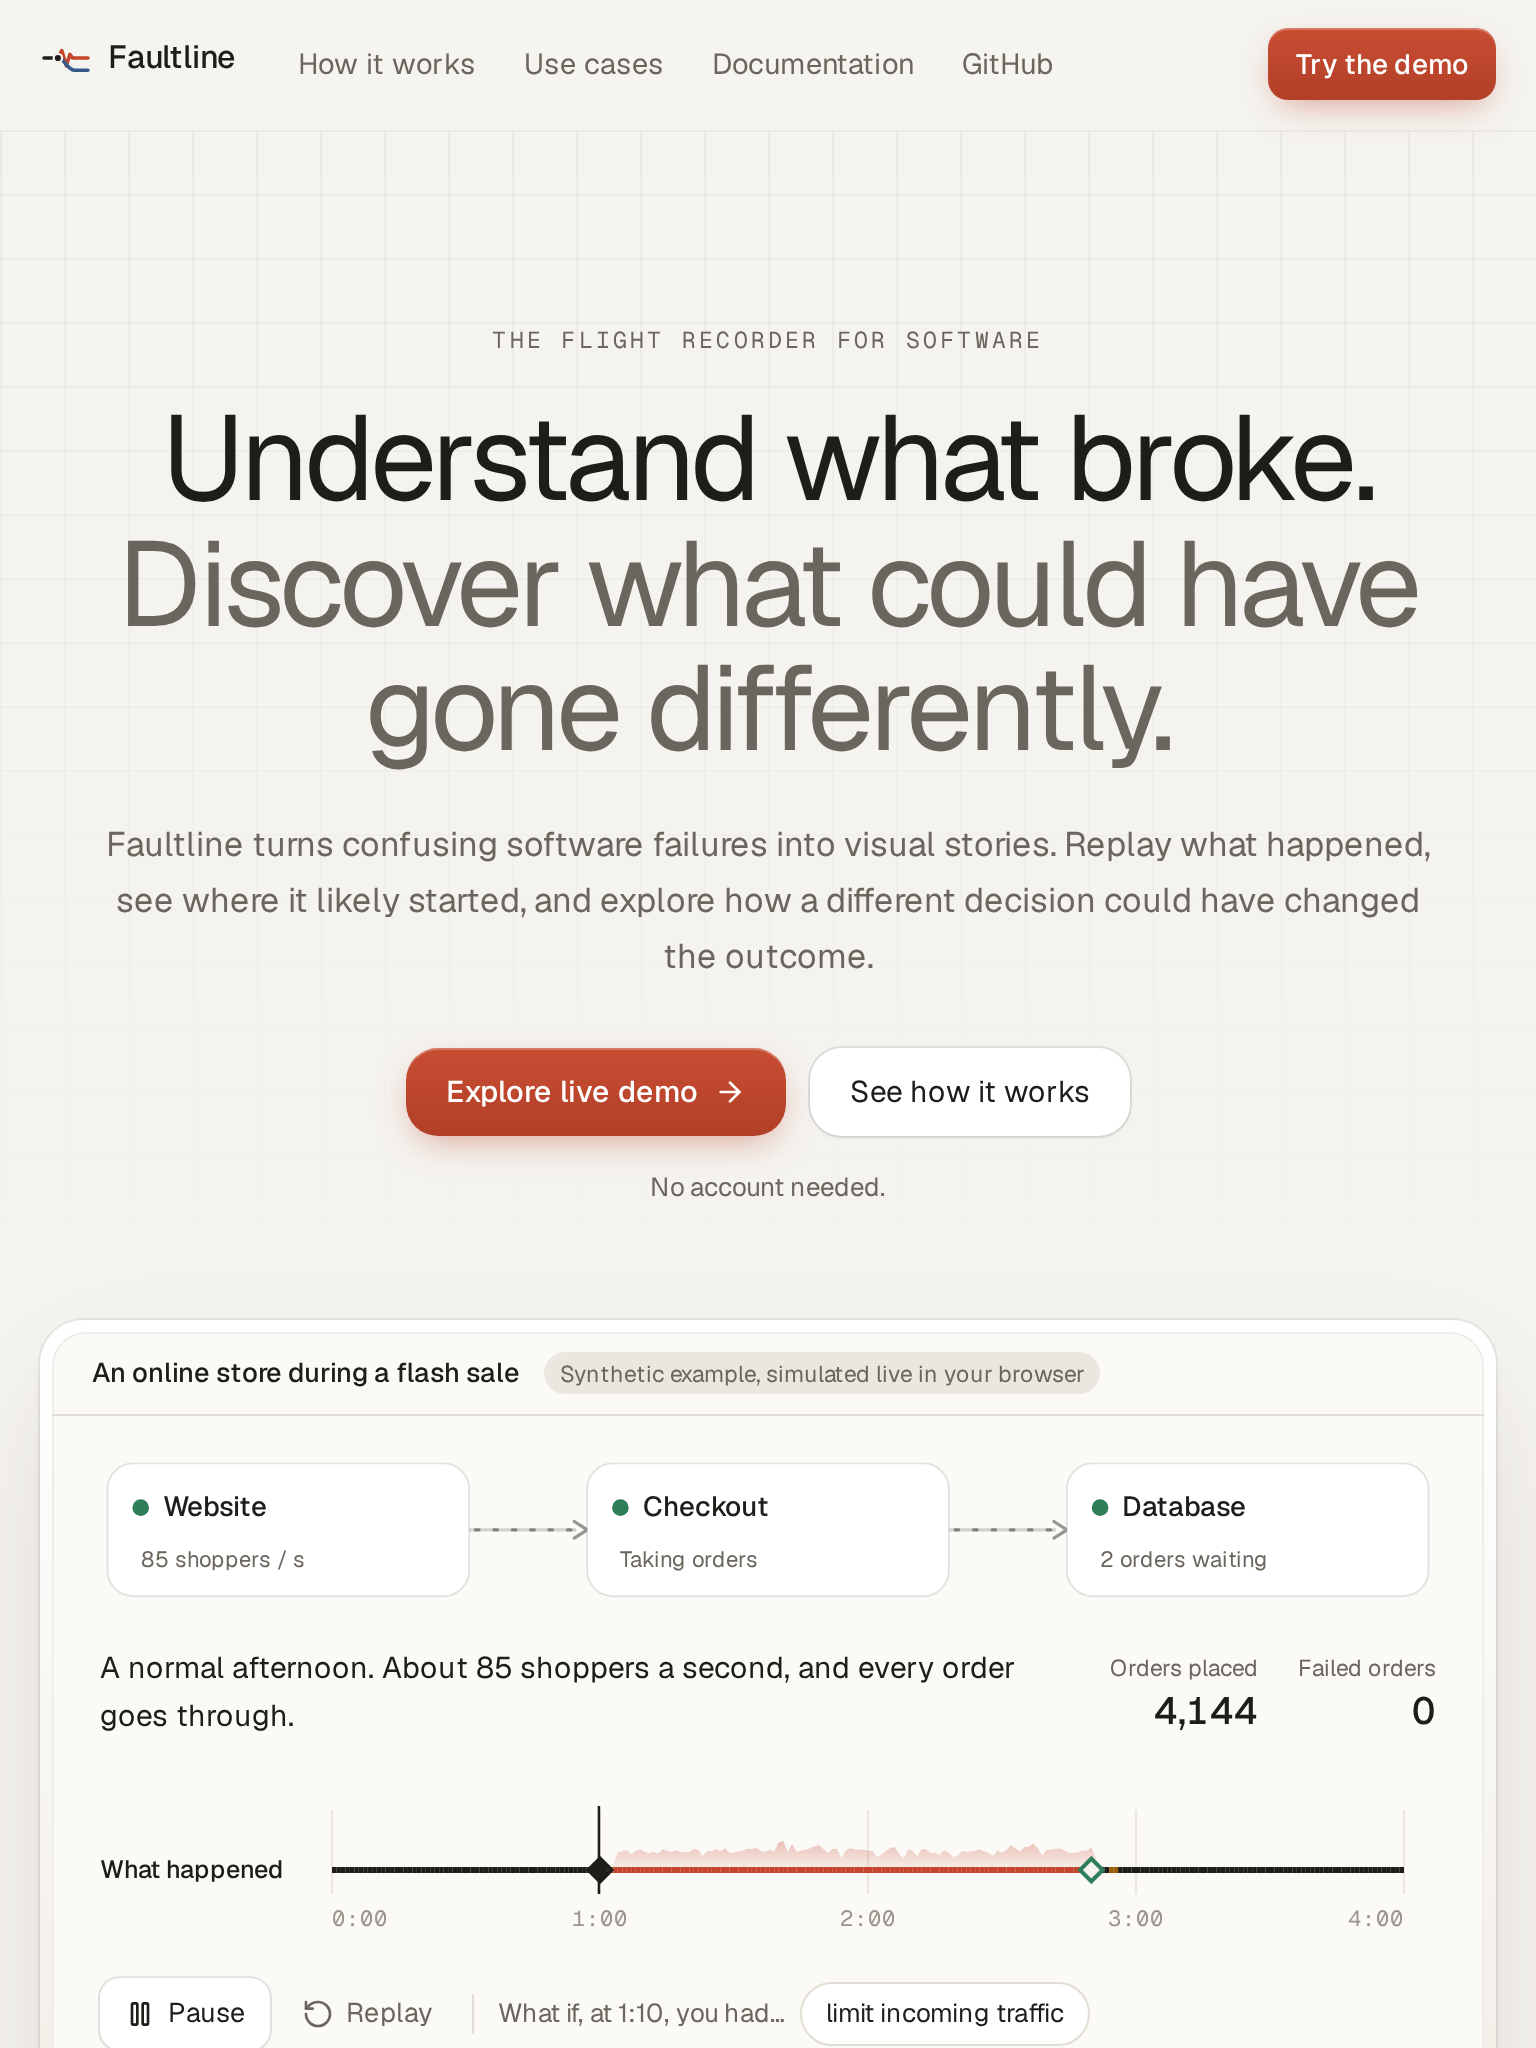 Faultline
How it works
Use cases
Documentation
GitHub
Try the demo
THE FLIGHT RECORDER FOR SOFTWARE
Understand what broke.
Discover what could have
gone differently.
Faultline turns confusing software failures into visual stories. Replay what happened,
see where it likely started, and explore how a different decision could have changed
the outcome.
Explore live demo
See how it works
No account needed.
An online store during a flash sale
Synthetic example, simulated live in your browser
Website
85 shoppers / s
Checkout
Taking orders
Database
2 orders waiting
A normal afternoon. About 85 shoppers a second, and every order
goes through.
Orders placed
4,144
Failed orders
0
What happened
0:00
1:00
2:00
3:00
4:00
Pause
Replay
What if, at 1:10, you had...
limit incoming traffic